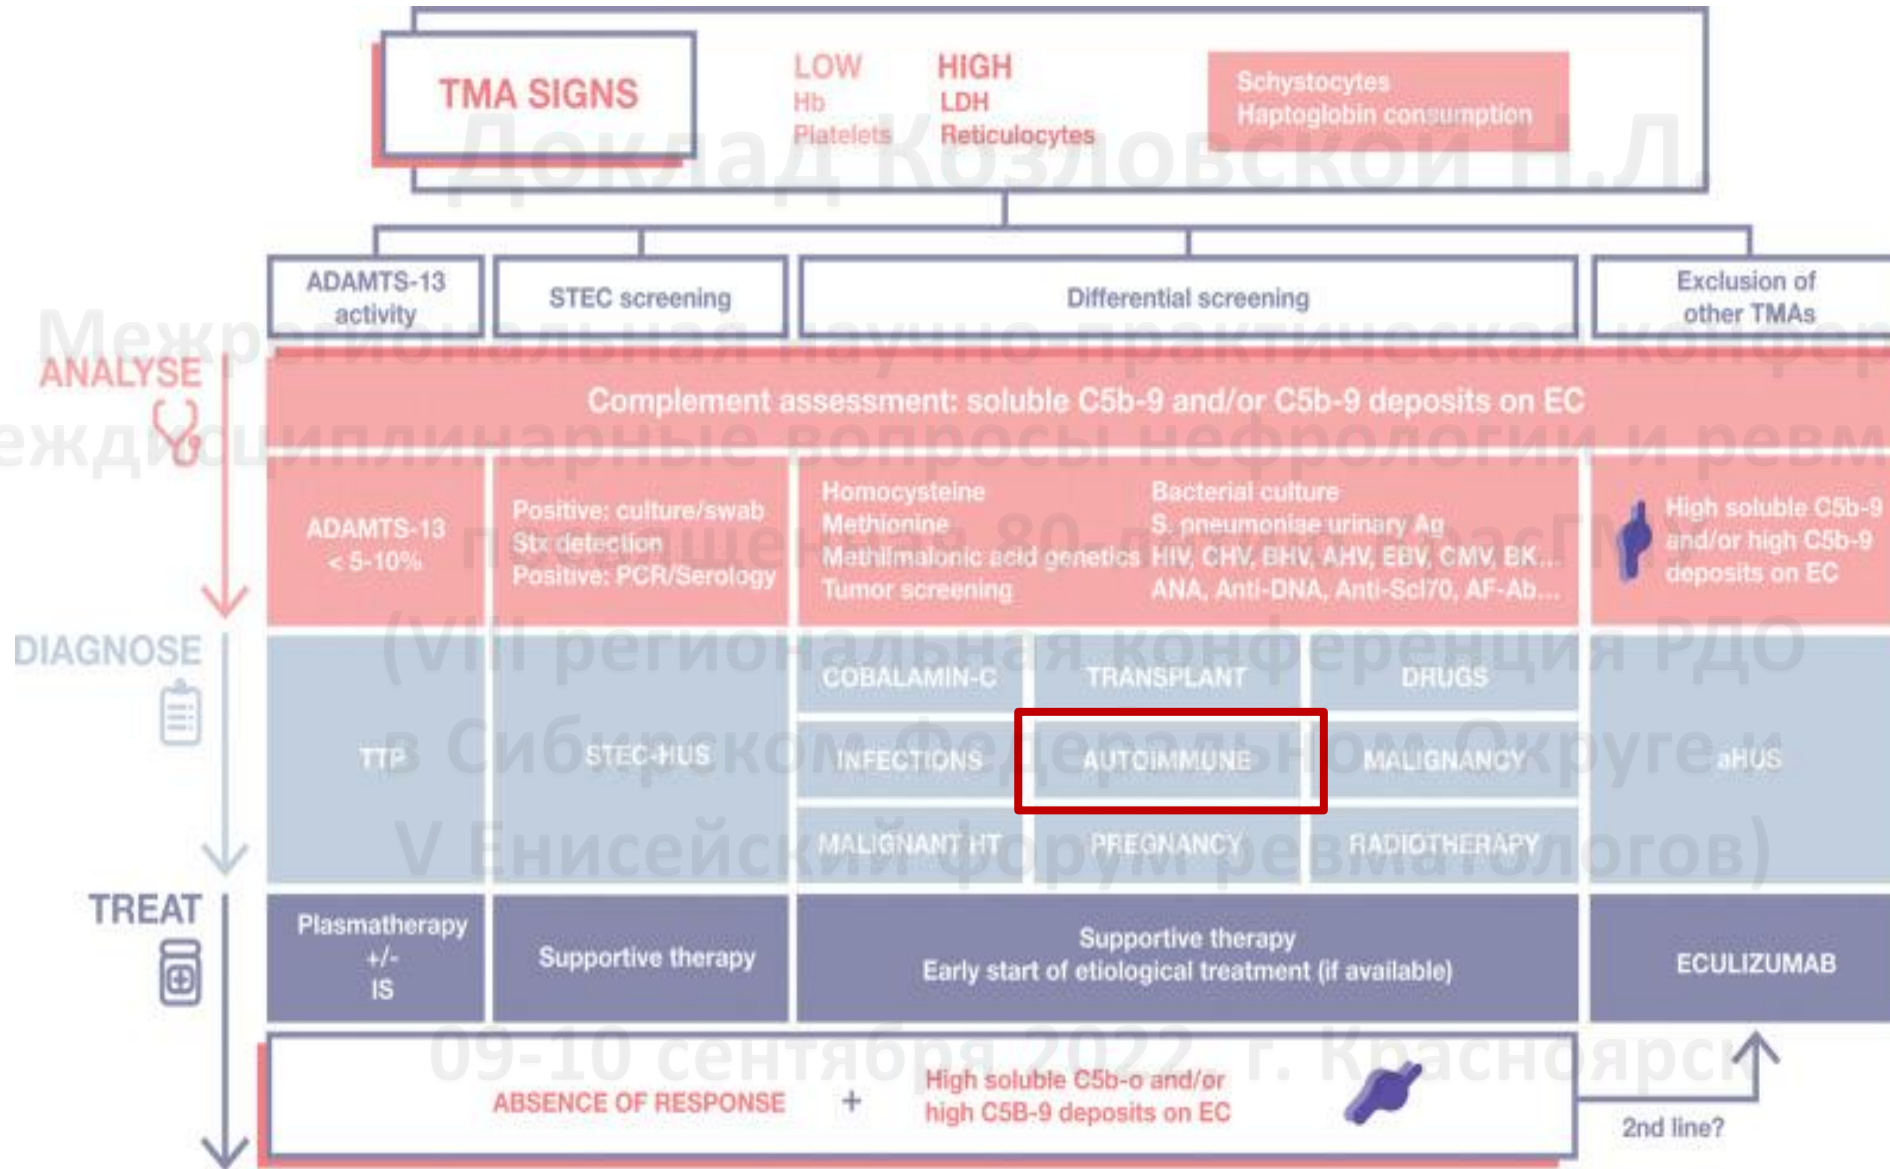 TMA SIGNS
LOW
Hb
Platelets
HIGH
LDH
Reticulocytes
Schystocytes
Haptoglobin consumption
Доклад Козловской Н.Л.
ADAMTS-13
activity
STEC screening
Differential screening
Exclusion of
other TMAs
Межрегиональная научно-практическая конфер
ANALYSE
Complement assessment: soluble C5b-9 and/or C5b-9 deposits on EC
еждисциплинарные вопросы нефрологии и ревм
ADAMTS-13
< 5-10%
Positive: culture/swab
Stx detection
Positive: PCR/Serology
Homocysteine
Methionine
Methilmalonic acid genetics
Tumor screening
Bacterial culture
S. pneumoniae urinary Ag
HIV, CHV, BHV, AHV, EBV, CMV, BK...
ANA, Anti-DNA, Anti-Scl70, AF-Ab...
High soluble C5b-9
and/or high C5b-9
deposits on EC
посвященная 80-летию КрасГМУ
DIAGNOSE
(VIII региональная конференция РДО
TTP
STEC-HUS
COBALAMIN-C
TRANSPLANT
DRUGS
INFECTIONS
AUTOIMMUNE
MALIGNANCY
MALIGNANT HT
PREGNANCY
RADIOTHERAPY
aHUS
в Сибирском Федеральном Округе и
V Енисейский форум ревматологов)
TREAT
Plasmatherapy
+/-
IS
Supportive therapy
Supportive therapy
Early start of etiological treatment (if available)
ECULIZUMAB
09-10 сентября 2022, г. Красноярск
ABSENCE OF RESPONSE
+
High soluble C5b-o and/or
high C5B-9 deposits on EC
2nd line?